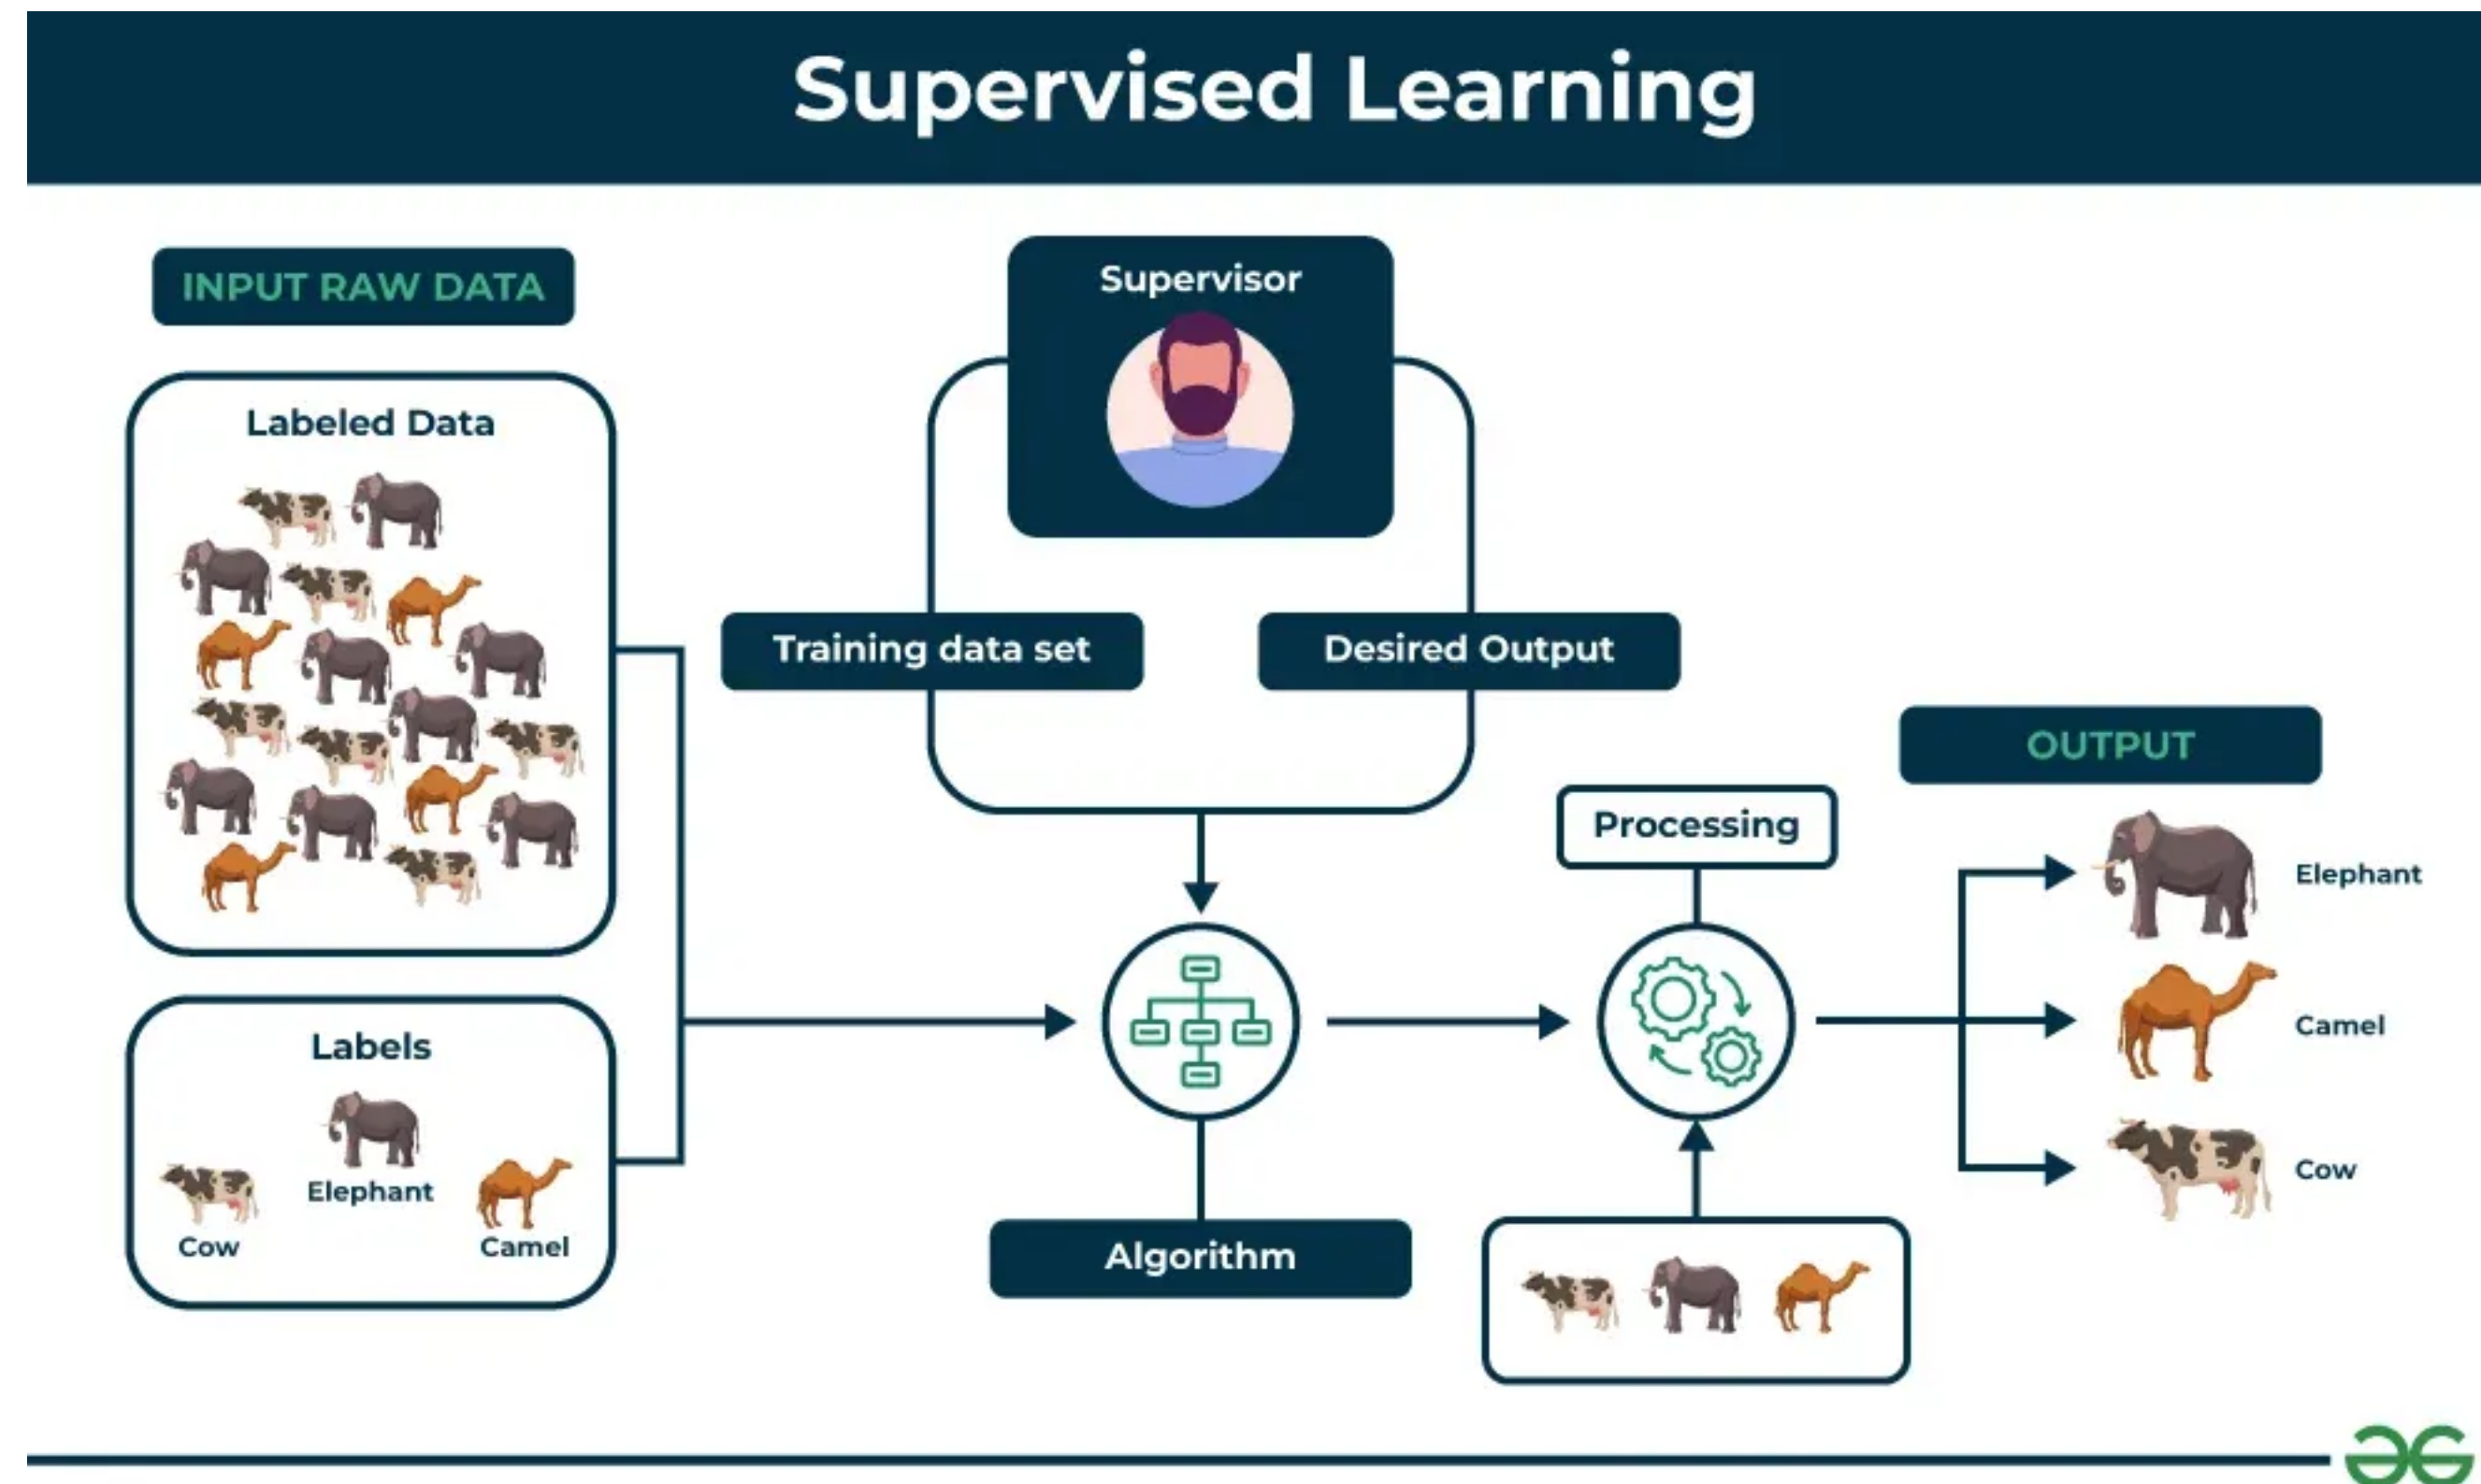 Supervised Learning
INPUT RAW DATA
Labeled Data
Labels
Elephant
Cow
Camel
Supervisor
Training data set
Desired Output
Algorithm
Processing
OUTPUT
Elephant
Camel
Cow